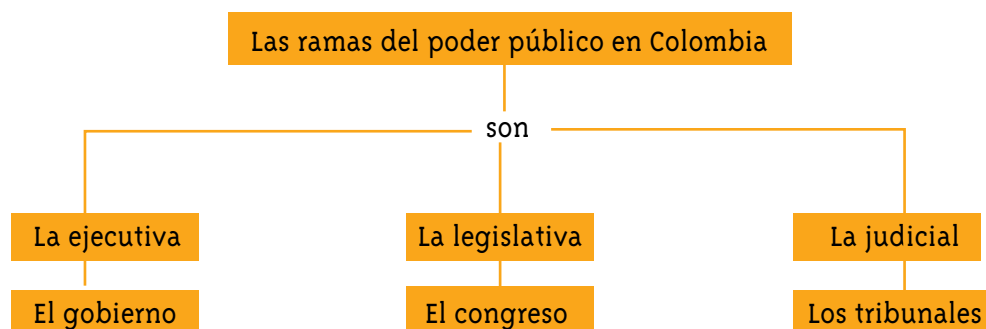 Las ramas del poder público en Colombia
son
La ejecutiva
La legislativa
La judicial
El gobierno
El congreso
Los tribunales